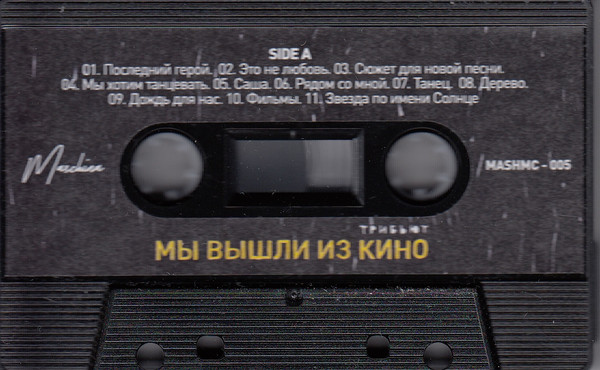 SIDE A
01. Последний герой. 02. Это не любовь. 03. Сюжет для новой песни.
04. Мы хотим танцевать. 05. Саша. 06. Рядом со мной. 07. Танец. 08. Дерево.
09. Дождь для нас. 10. Фильмы. 11. Звезда по имени Солнце
Maschina
MASHMC - 005
ТРИБЬЮТ
МЫ ВЫШЛИ ИЗ КИНО